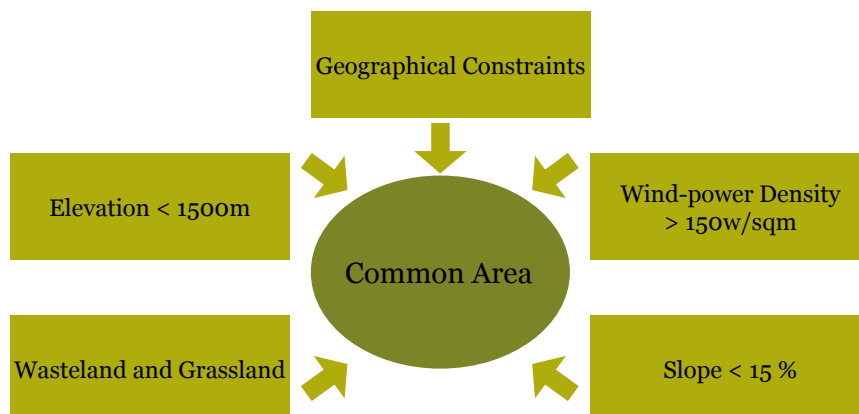 Geographical Constraints
Elevation < 1500m
Wind-power Density
> 150w/sqm
Common Area
Wasteland and Grassland
Slope < 15 %